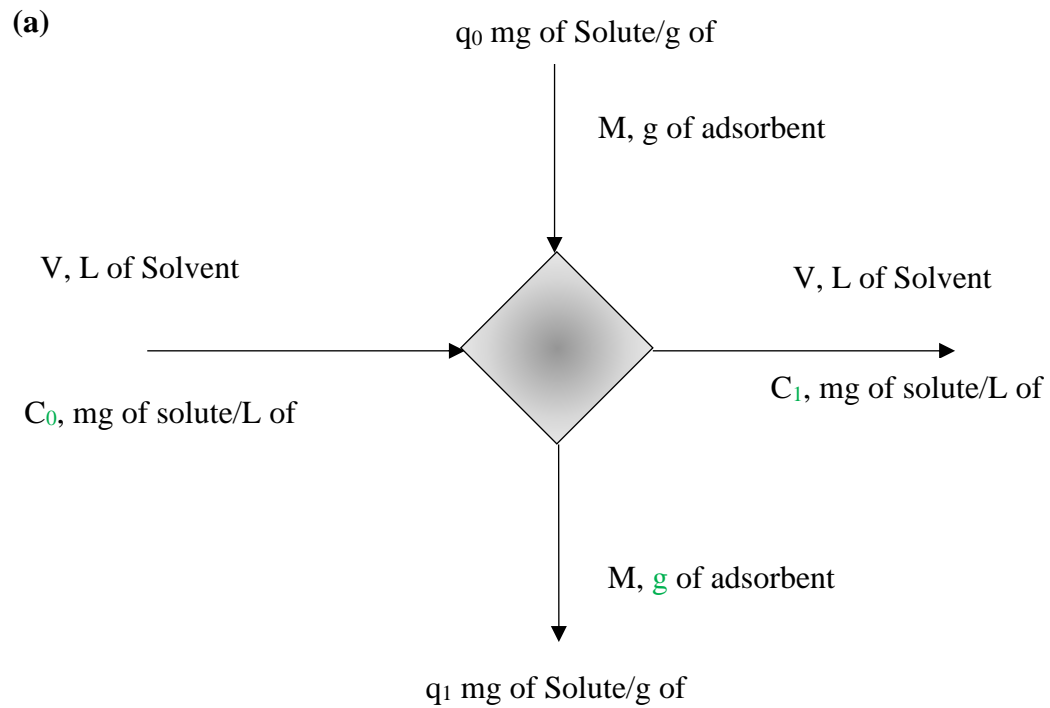 (a)
q₀ mg of Solute/g of
M, g of adsorbent
V, L of Solvent
V, L of Solvent
C₀, mg of solute/L of
C₁, mg of solute/L of
M, g of adsorbent
q₁ mg of Solute/g of